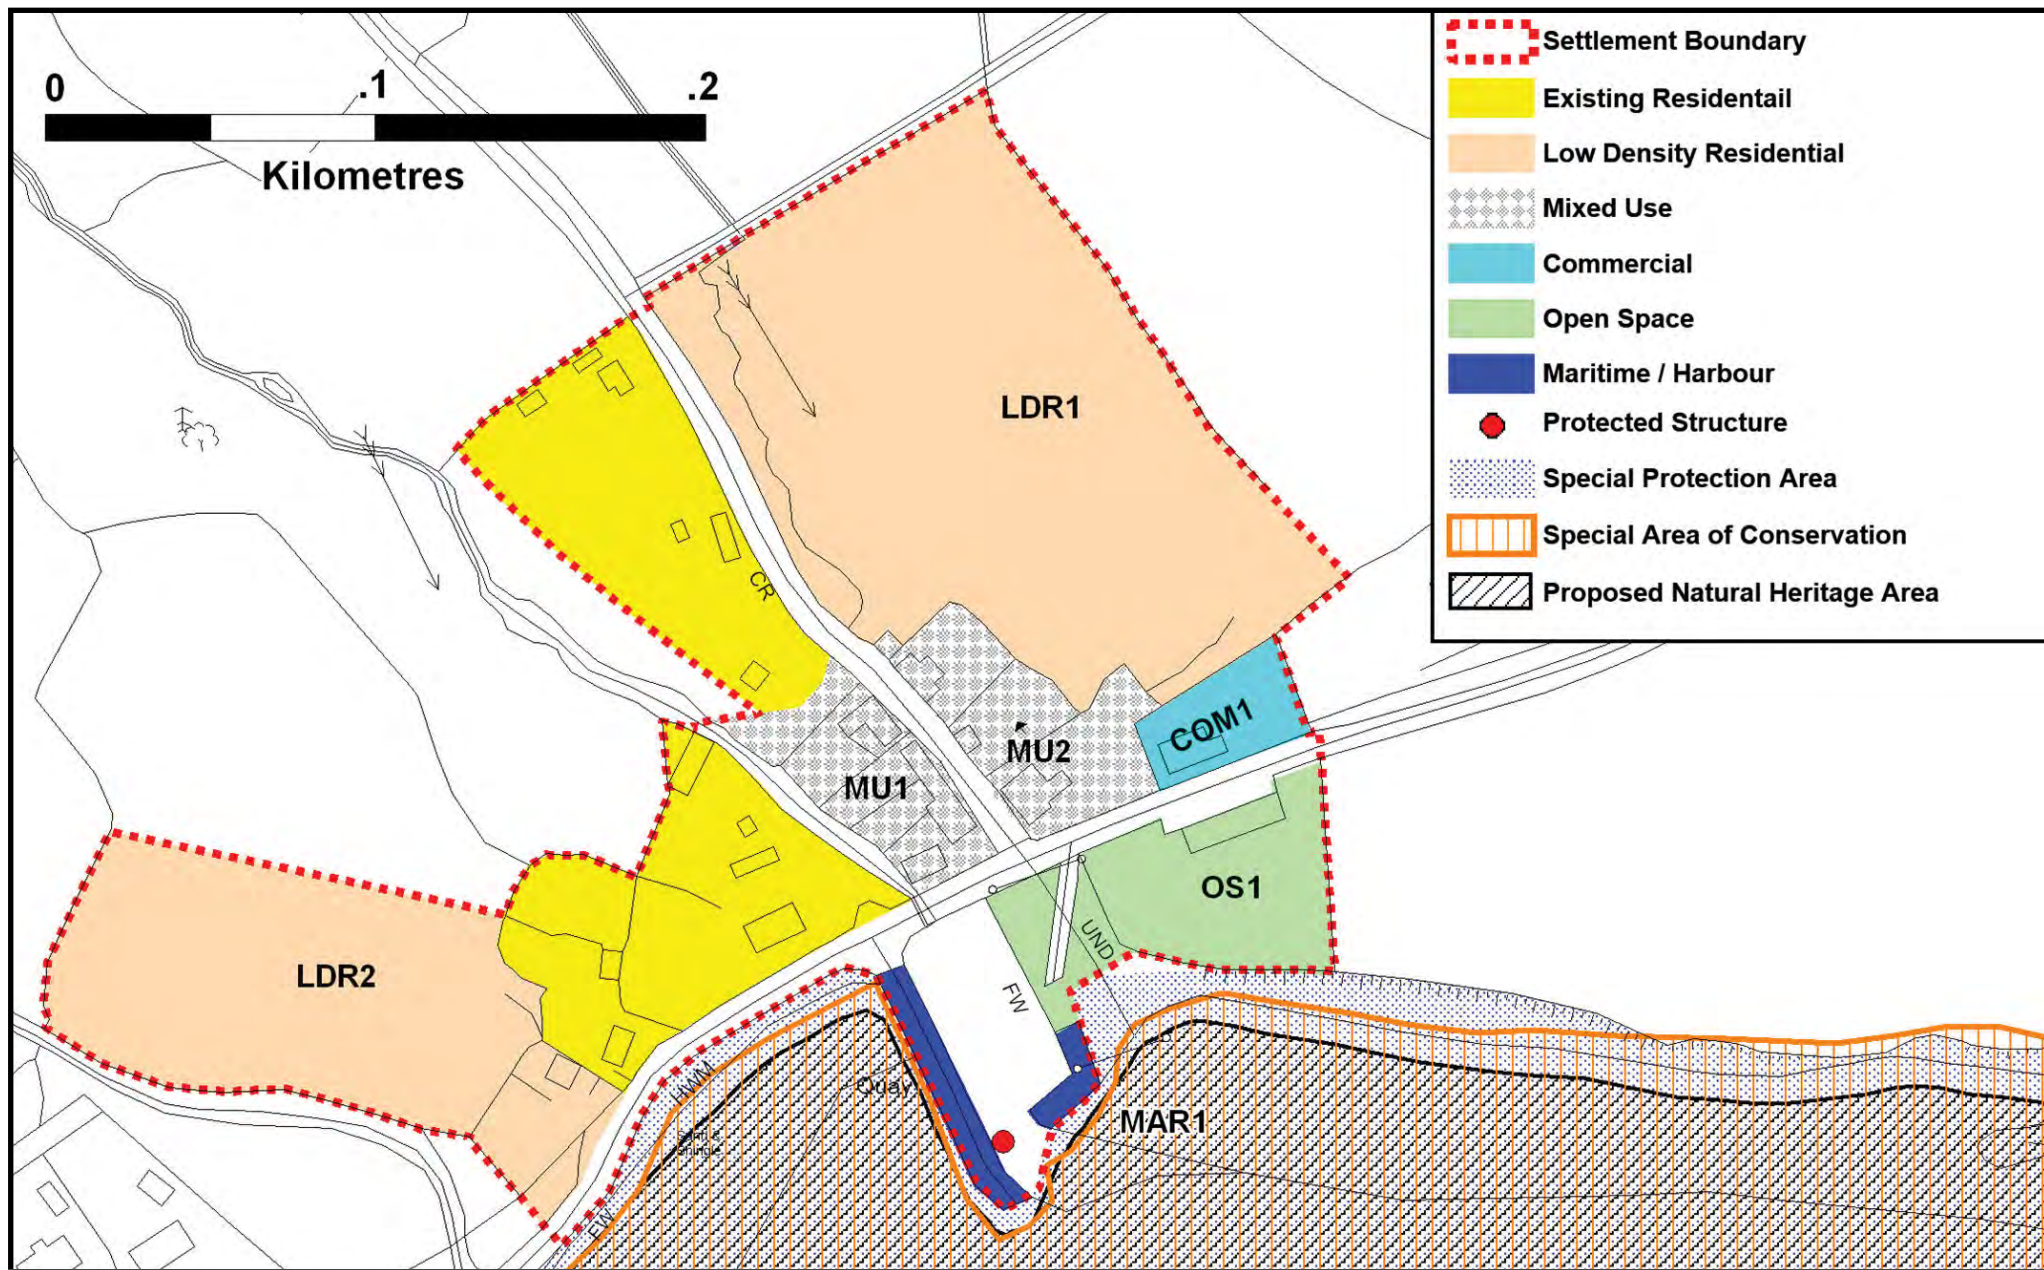 0 .1 .2
Kilometres
Settlement Boundary
Existing Residentail
Low Density Residential
Mixed Use
Commercial
Open Space
Maritime / Harbour
Protected Structure
Special Protection Area
Special Area of Conservation
Proposed Natural Heritage Area
LDR1
CR
COM1
MU2
MU1
OS1
UND
LDR2
FW
Quay
HWM
MAR1
Sand &
Shingle
FW